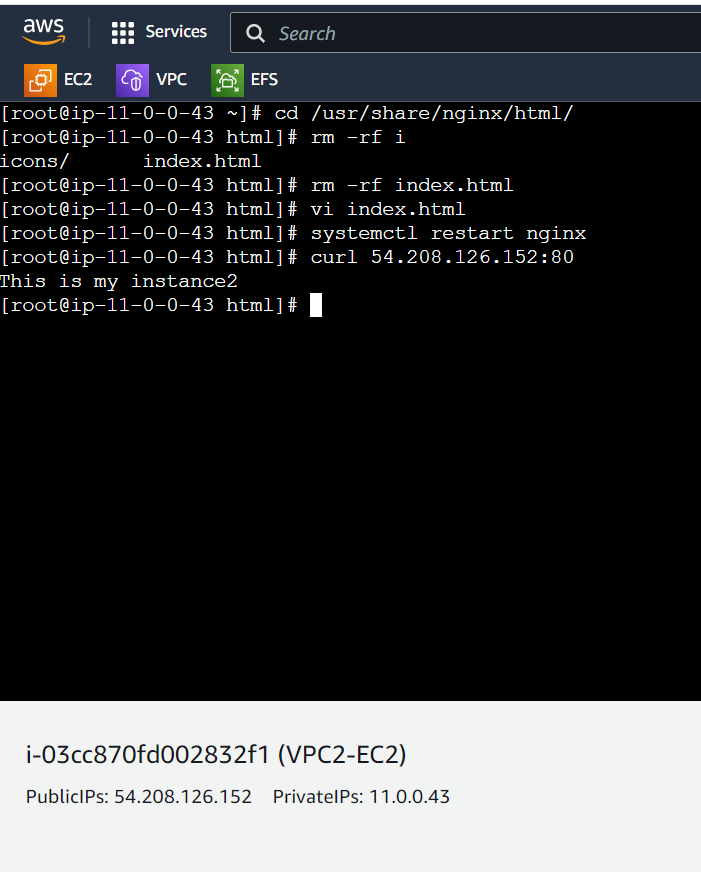 aws Services Search
EC2 VPC EFS
[root@ip-11-0-0-43 ~]# cd /usr/share/nginx/html/
[root@ip-11-0-0-43 html]# rm -rf i
icons/      index.html
[root@ip-11-0-0-43 html]# rm -rf index.html
[root@ip-11-0-0-43 html]# vi index.html
[root@ip-11-0-0-43 html]# systemctl restart nginx
[root@ip-11-0-0-43 html]# curl 54.208.126.152:80
This is my instance2
[root@ip-11-0-0-43 html]#
i-03cc870fd002832f1 (VPC2-EC2)
PublicIPs: 54.208.126.152 PrivateIPs: 11.0.0.43